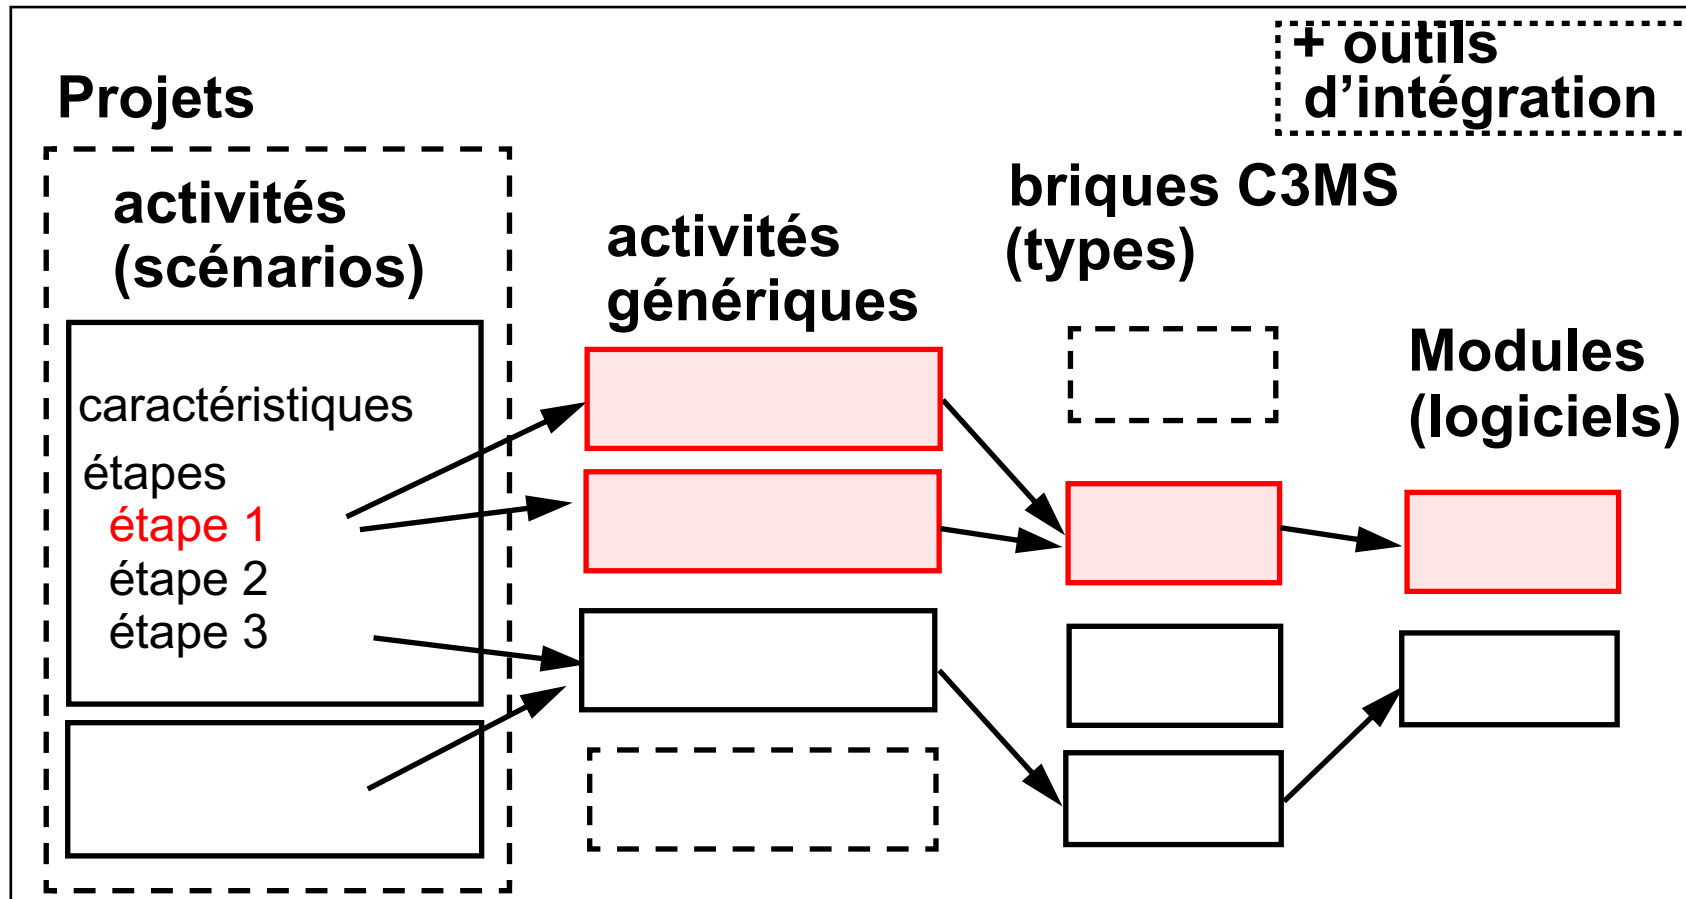 + outils
d’intégration
Projets
activités
(scénarios)
caractéristiques
étapes
étape 1
étape 2
étape 3
activités
génériques
briques C3MS
(types)
Modules
(logiciels)